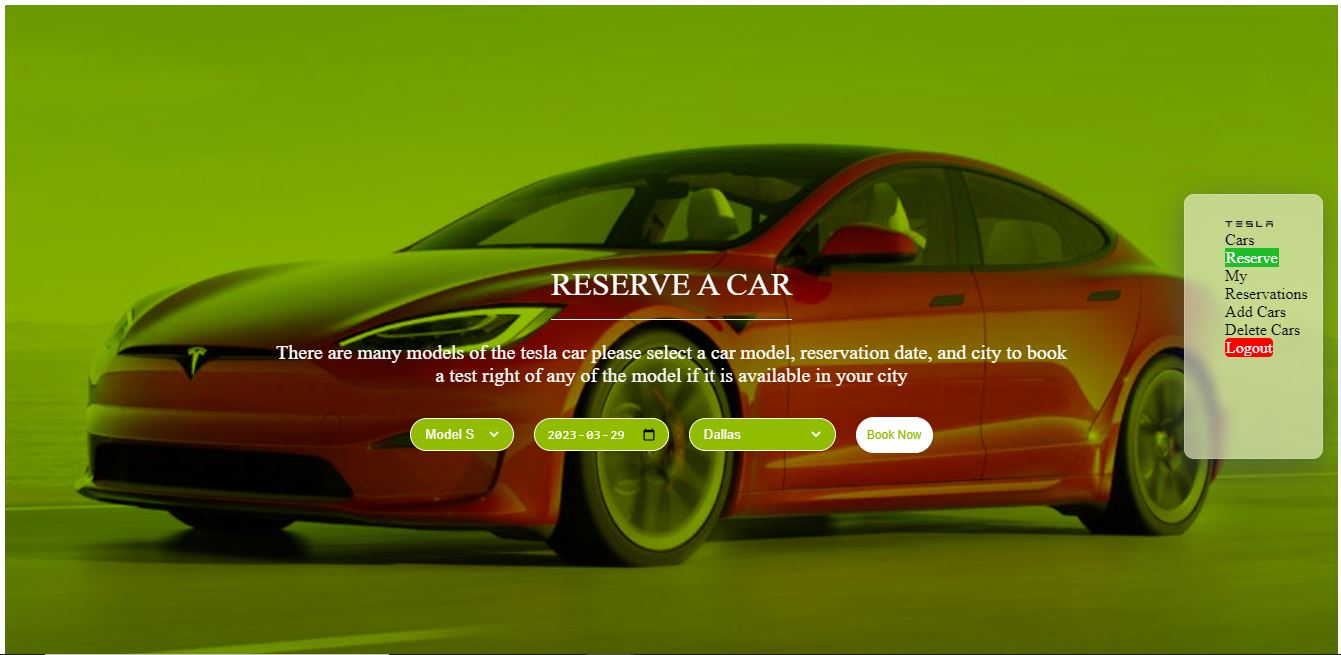 RESERVE A CAR
There are many models of the tesla car please select a car model, reservation date, and city to book
a test right of any of the model if it is available in your city
Model S
2023-03-29
Dallas
Book Now
TESLA
Cars
Reserve
My
Reservations
Add Cars
Delete Cars
Logout